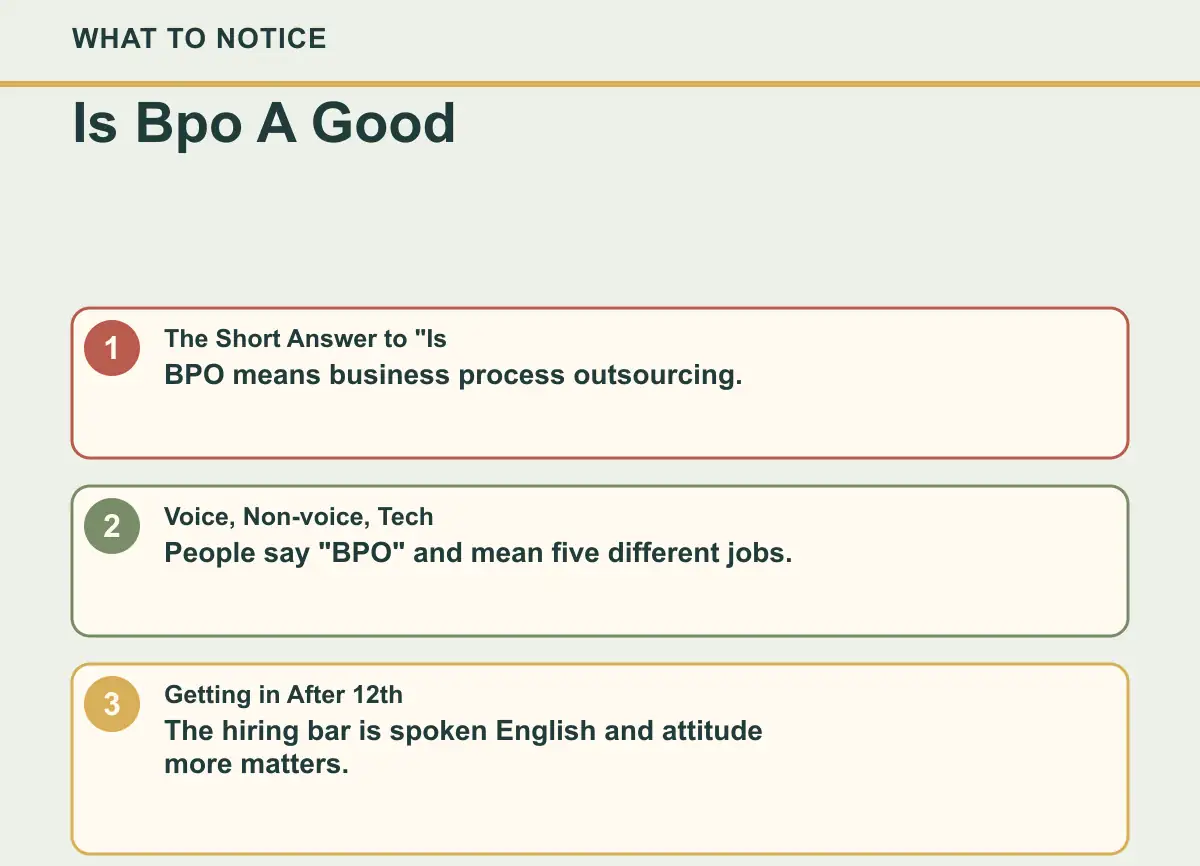 WHAT TO NOTICE
Is Bpo A Good
1
The Short Answer to "Is
BPO means business process outsourcing.
2
Voice, Non-voice, Tech
People say "BPO" and mean five different jobs.
3
Getting in After 12th
The hiring bar is spoken English and attitude
more matters.